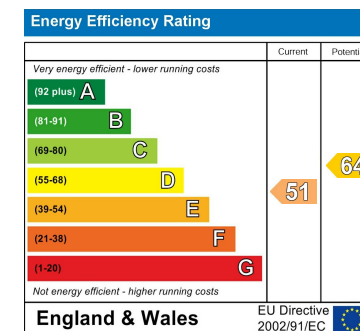 Energy Efficiency Rating
Current Potenti
Very energy efficient - lower running costs
(92 plus) A
(81-91) B
(69-80) C
(55-68) D
(39-54) E
(21-38) F
(1-20) G
51
64
Not energy efficient - higher running costs
England & Wales
EU Directive
2002/91/EC